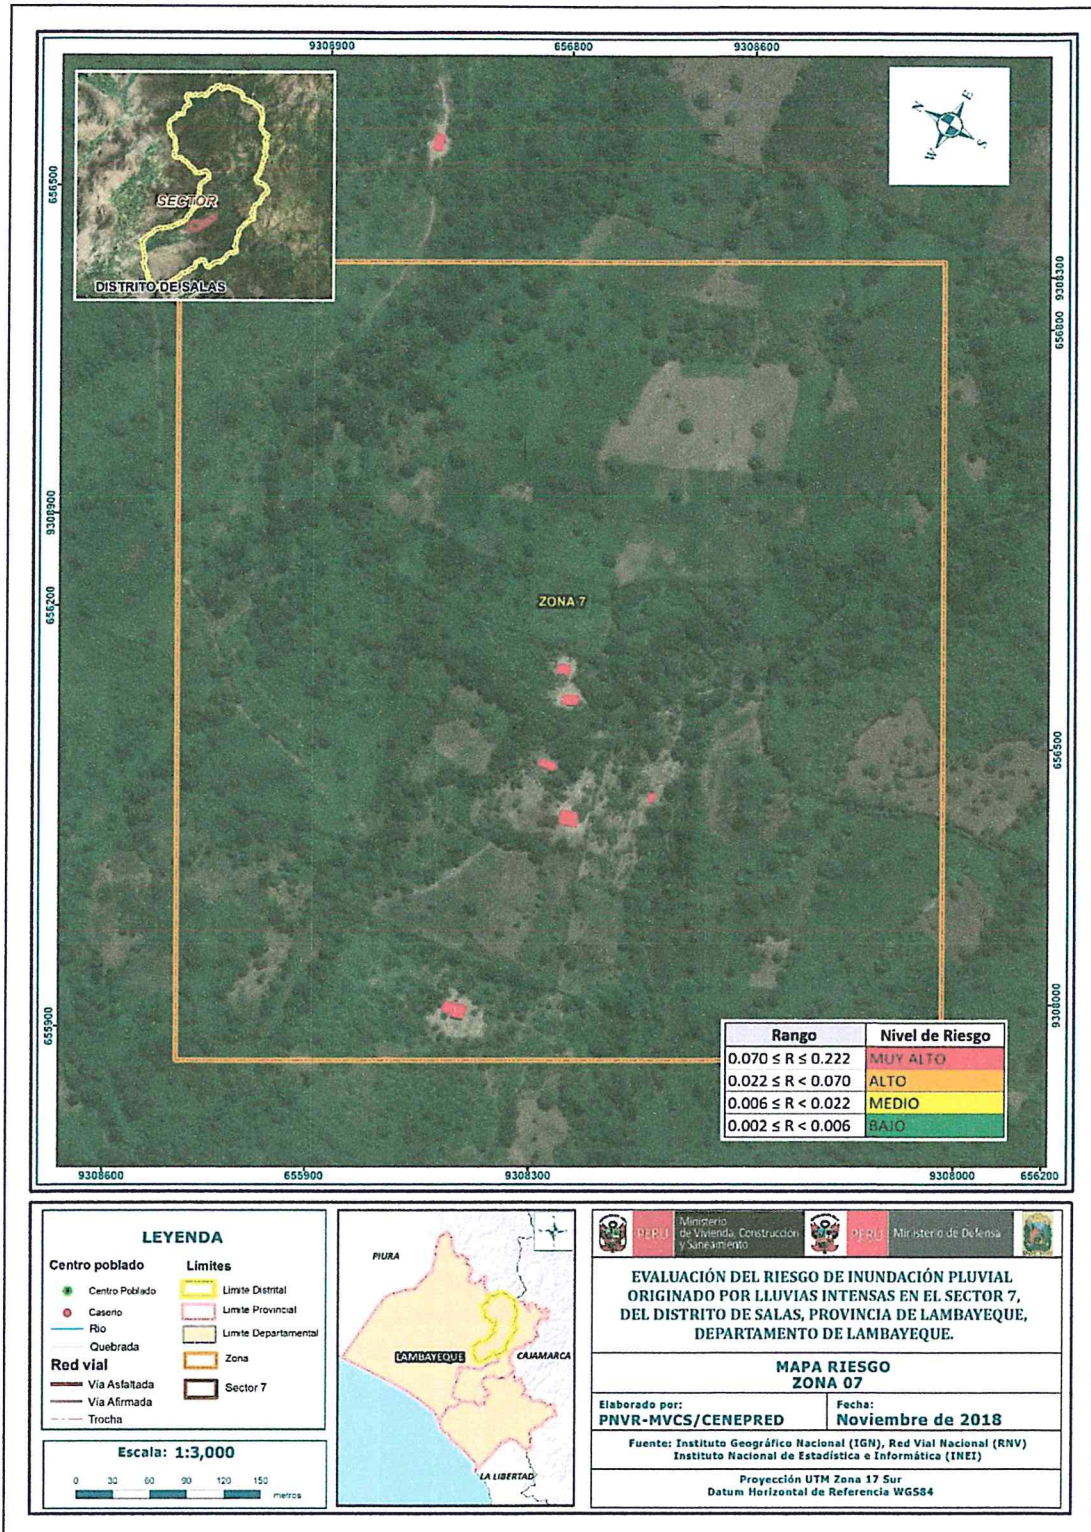 9308900
656800
9308600
656500
9308900
656200
655900
9308300
656800
656500
9308000
9308600
655900
9308300
9308000
656200
SECTOR
DISTRITO DE SALAS
N
E
W
S
ZONA 7
Rango Nivel de Riesgo
0.070 ≤ R ≤ 0.222 MUY ALTO
0.022 ≤ R < 0.070 ALTO
0.006 ≤ R < 0.022 MEDIO
0.002 ≤ R < 0.006 BAJO
LEYENDA
Centro poblado
Centro Poblado
Caserio
Rio
Quebrada
Red vial
Vía Asfaltada
Vía Afirmada
Trocha
Límites
Limite Distrital
Limite Provincial
Limite Departamental
Zona
Sector 7
Escala: 1:3,000
0 30 60 90 120 150
metros
PIURA
LAMBAYEQUE
CAJAMARCA
LA LIBERTAD
PERÚ
Ministerio
de Vivienda, Construcción
y Saneamiento
PERÚ
Ministerio de Defensa
EVALUACIÓN DEL RIESGO DE INUNDACIÓN PLUVIAL
ORIGINADO POR LLUVIAS INTENSAS EN EL SECTOR 7,
DEL DISTRITO DE SALAS, PROVINCIA DE LAMBAYEQUE,
DEPARTAMENTO DE LAMBAYEQUE.
MAPA RIESGO
ZONA 07
Elaborado por:
PNVR-MVCS/CENEPRED
Fecha:
Noviembre de 2018
Fuente: Instituto Geográfico Nacional (IGN), Red Vial Nacional (RNV)
Instituto Nacional de Estadística e Informática (INEI)
Proyección UTM Zona 17 Sur
Datum Horizontal de Referencia WGS84